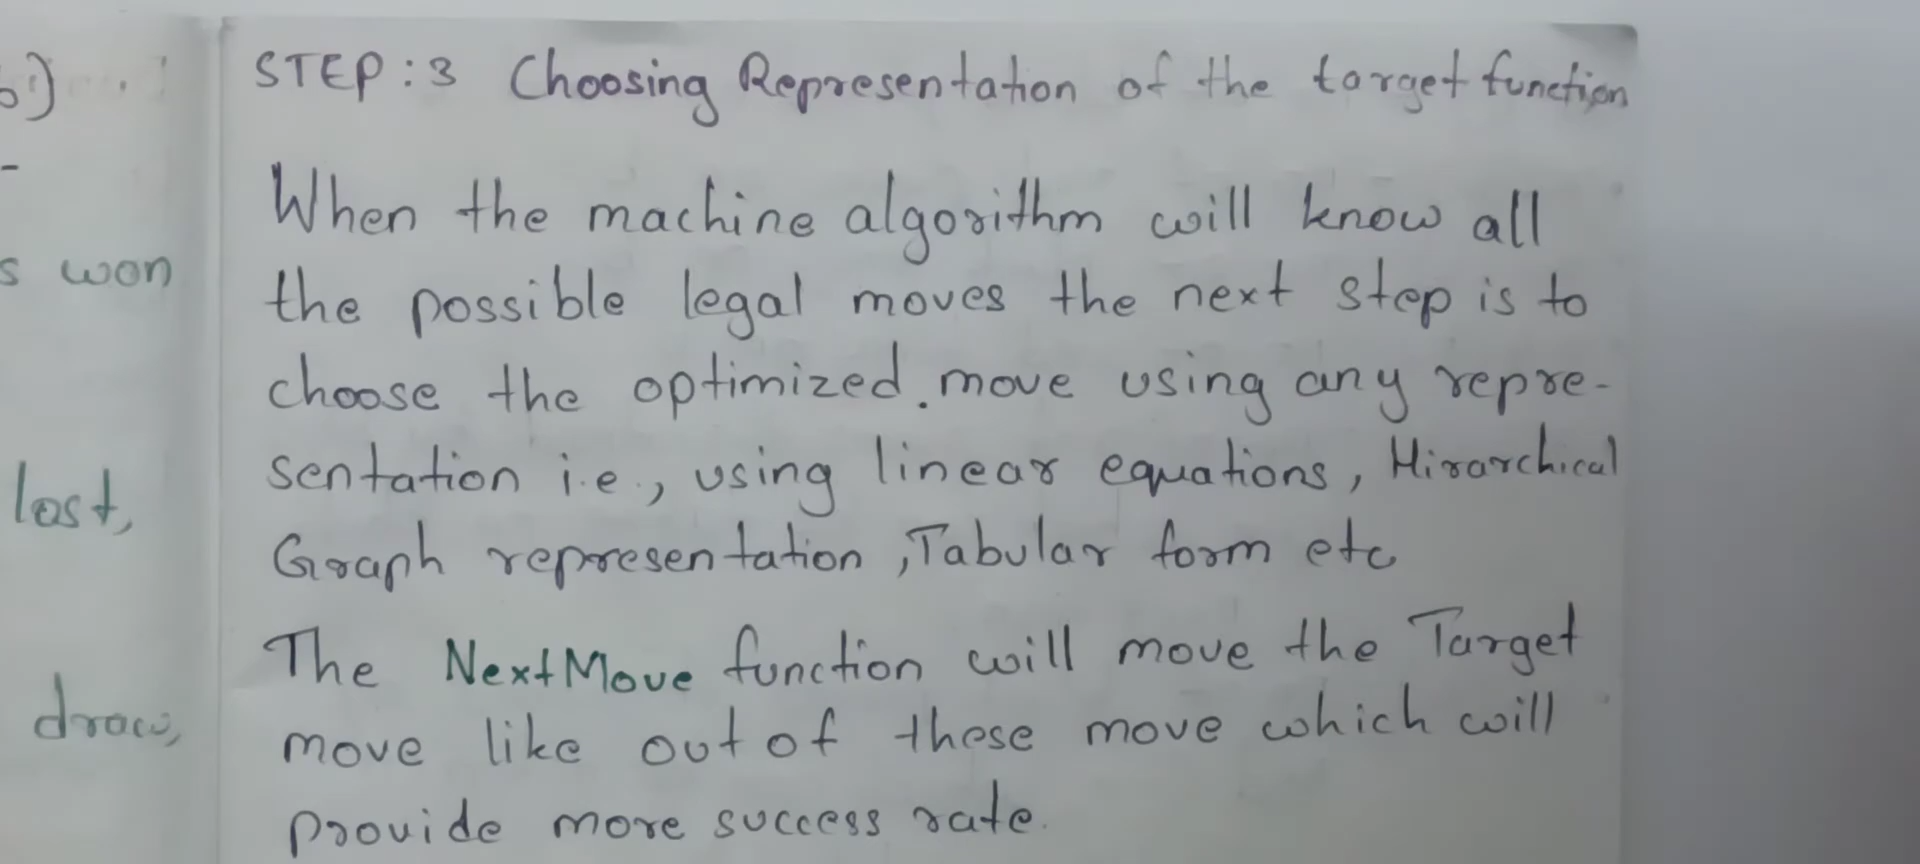 b')
-
s won
lost,
draw,
STEP:3 Choosing Representation of the target function
When the machine algorithm will know all
the possible legal moves the next step is to
choose the optimized. move using any repre-
sentation i.e., using linear equations, Hirarchical
Graph representation, Tabular form etc
The NextMove function will move the Target
move like out of these move which will
provide more success rate.